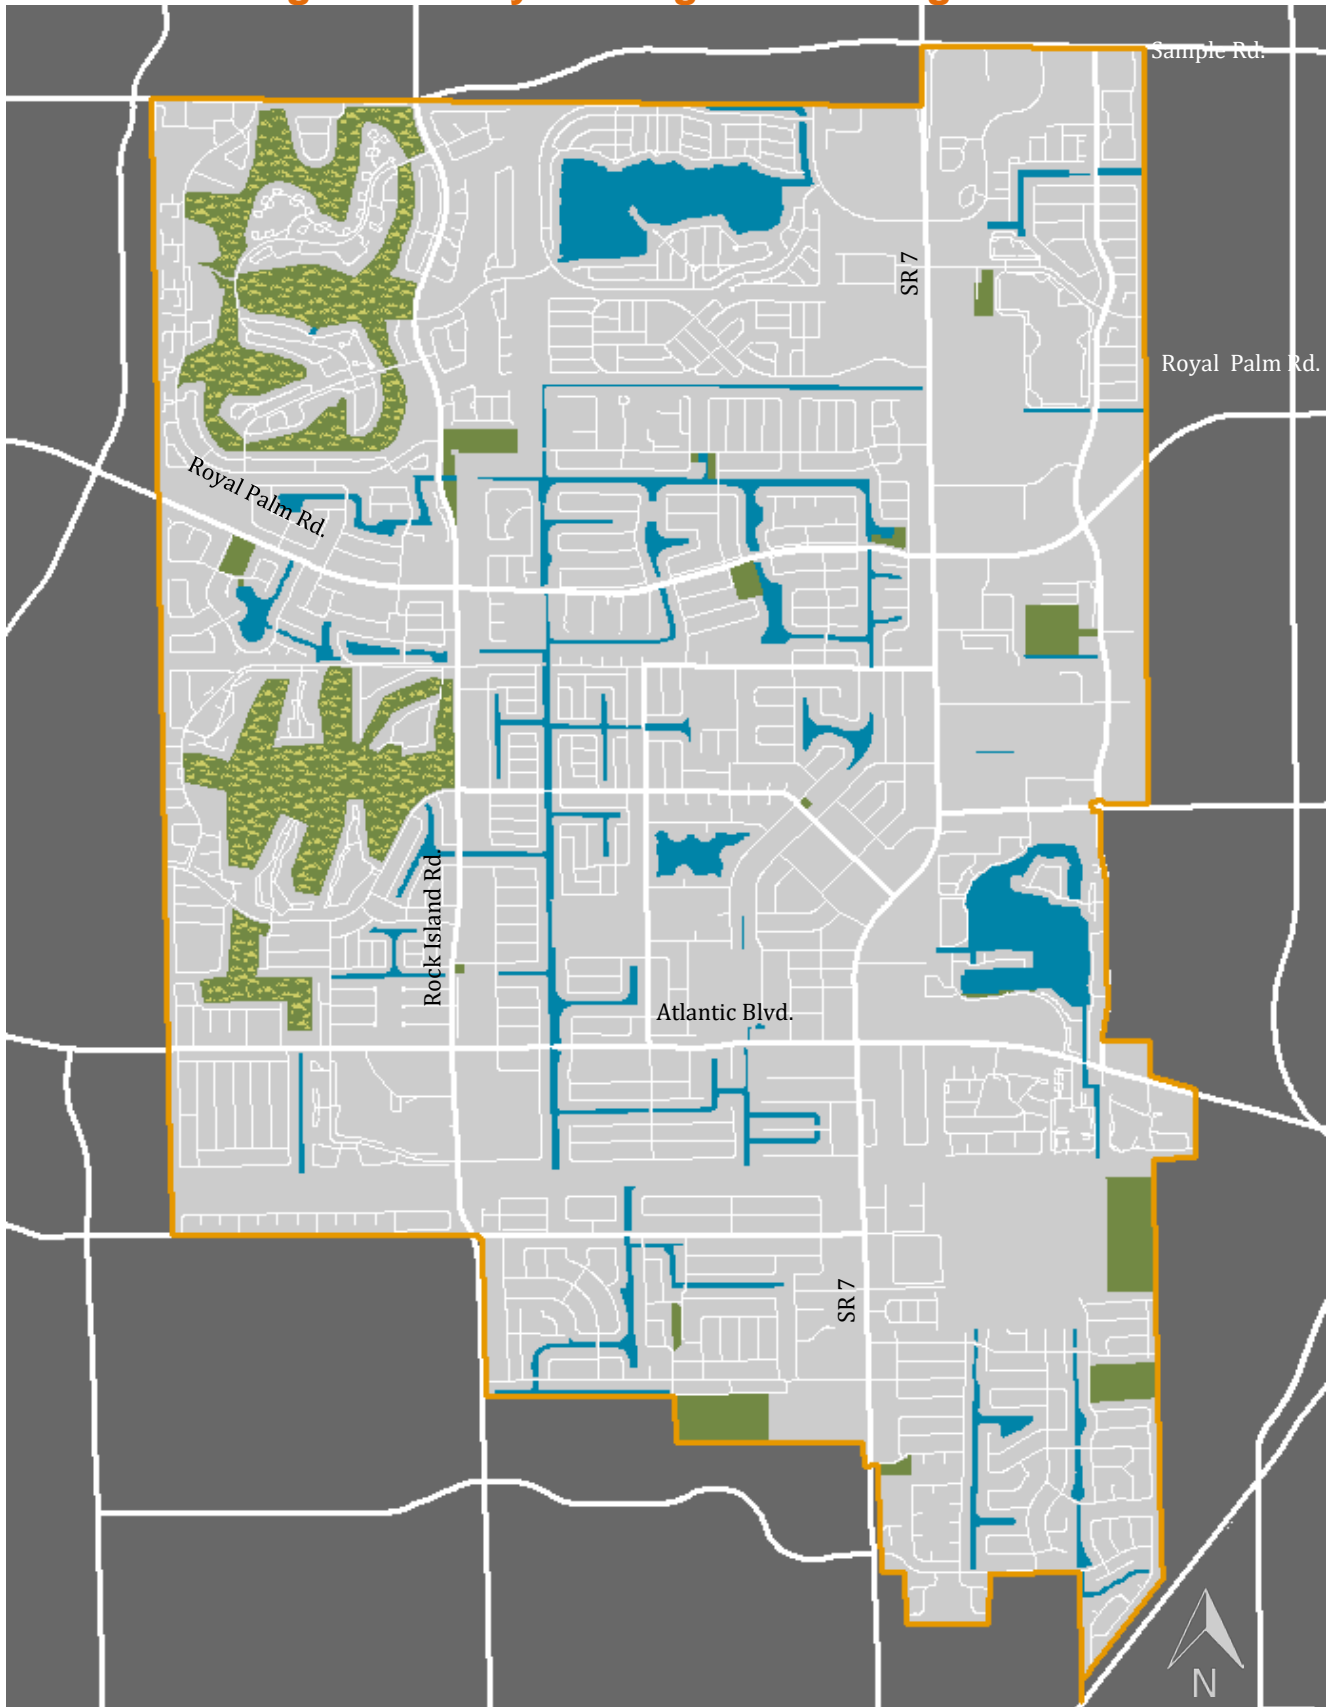 Sample Rd.
SR 7
Royal  Palm Rd.
Royal Palm Rd.
Rock Island Rd.
Atlantic Blvd.
SR 7
N